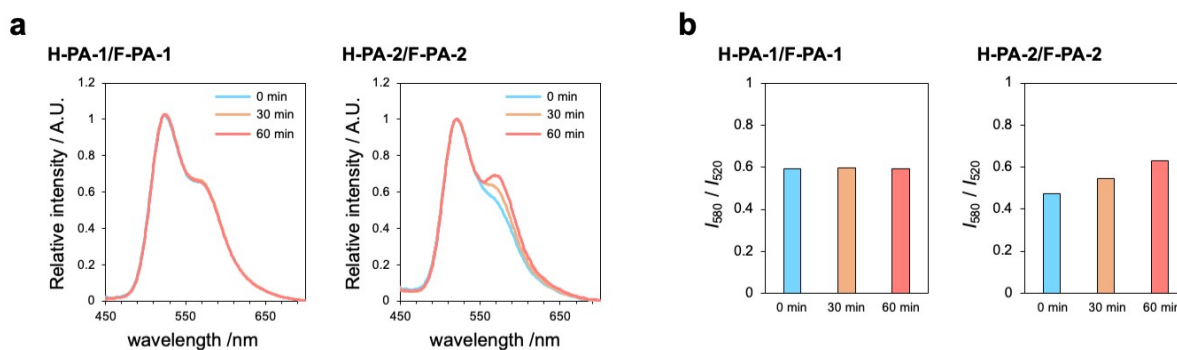 a
H-PA-1/F-PA-1
1.2
1
0.8
0.6
0.4
0.2
0
450
550
650
Relative intensity / A.U.
wavelength /nm
0 min
30 min
60 min
H-PA-2/F-PA-2
1.2
1
0.8
0.6
0.4
0.2
0
450
550
650
Relative intensity / A.U.
wavelength /nm
0 min
30 min
60 min
b
H-PA-1/F-PA-1
1
0.8
0.6
0.4
0.2
0
I580 / I520
0 min
30 min
60 min
H-PA-2/F-PA-2
1
0.8
0.6
0.4
0.2
0
I580 / I520
0 min
30 min
60 min